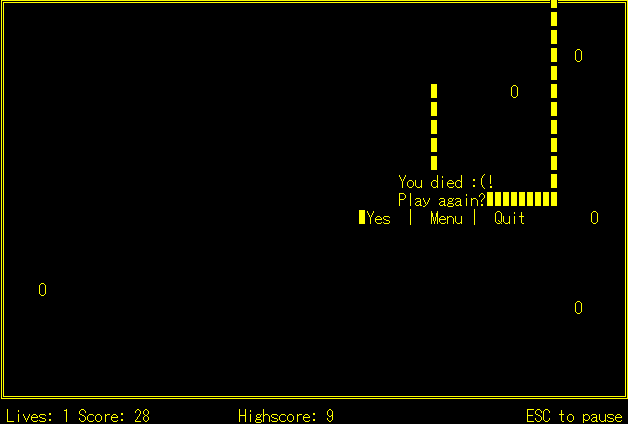 0
0
You died :(!
Play again?
Yes | Menu | Quit 0
0
0
Lives: 1 Score: 28 Highscore: 9 ESC to pause